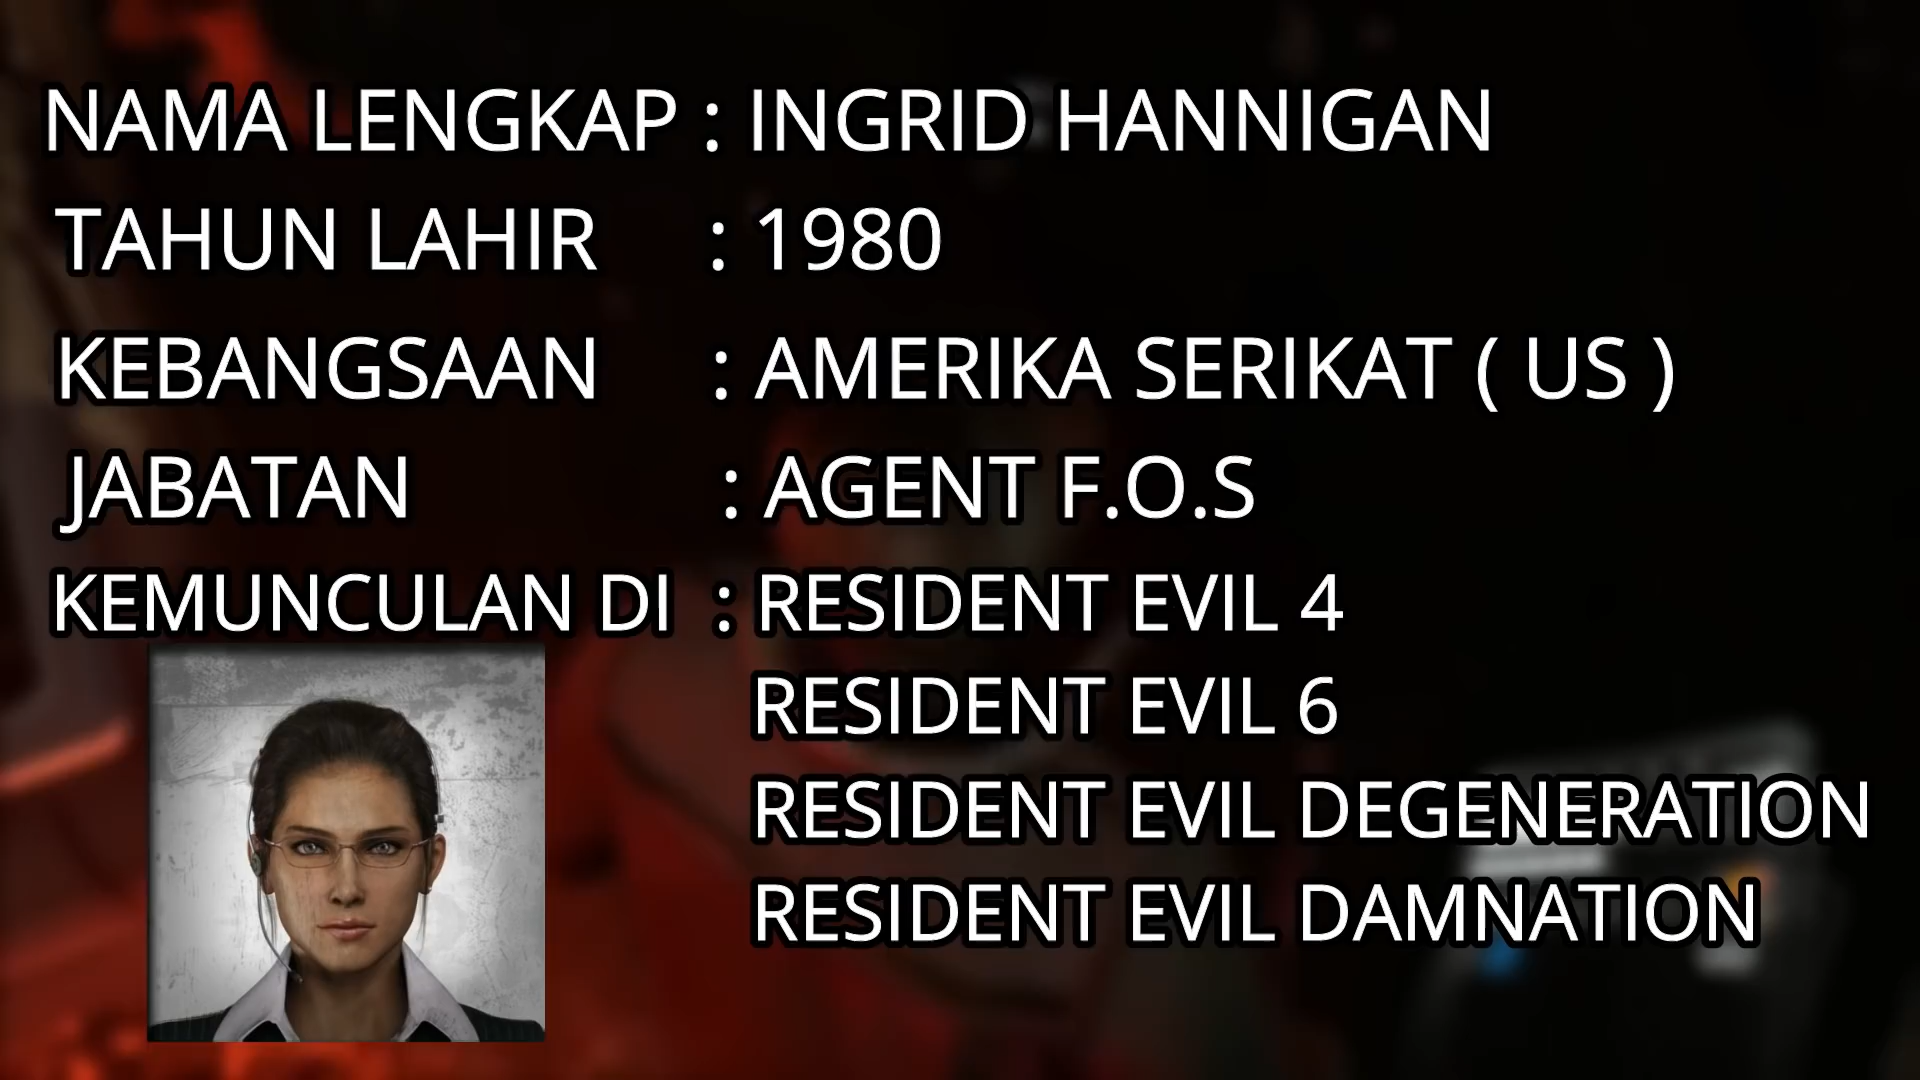 NAMA LENGKAP : INGRID HANNIGAN
TAHUN LAHIR : 1980
KEBANGSAAN : AMERIKA SERIKAT ( US )
JABATAN : AGENT F.O.S
KEMUNCULAN DI : RESIDENT EVIL 4
RESIDENT EVIL 6
RESIDENT EVIL DEGENERATION
RESIDENT EVIL DAMNATION